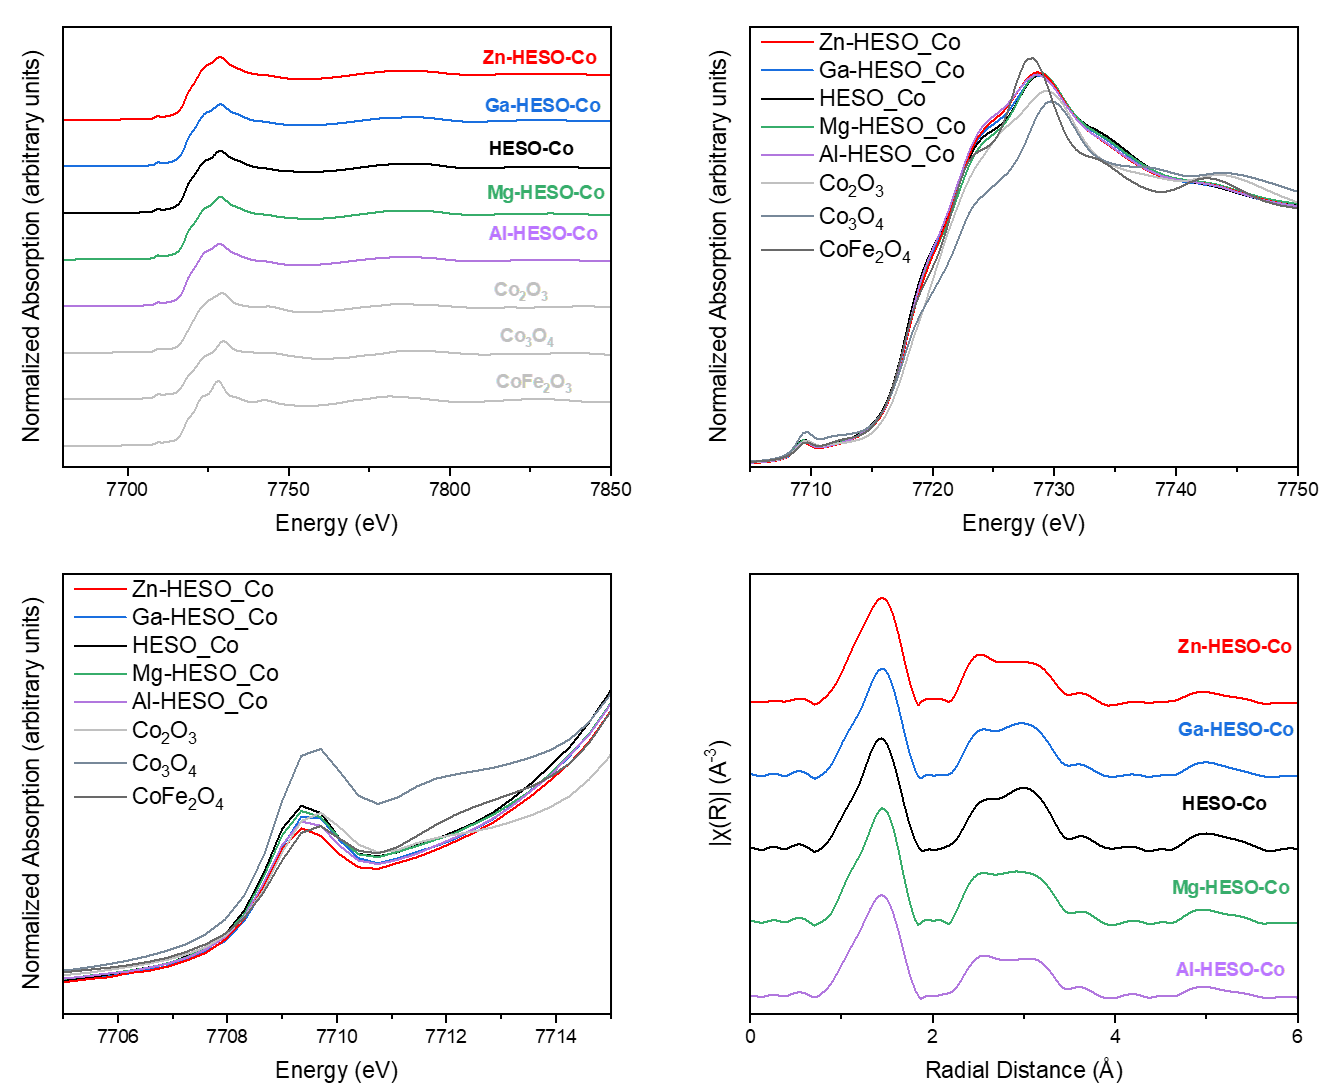 Normalized Absorption (arbitrary units)
Zn-HESO-Co
Ga-HESO-Co
HESO-Co
Mg-HESO-Co
Al-HESO-Co
Co₂O₃
Co₃O₄
CoFe₂O₃
7700 7750 7800 7850
Energy (eV)
Normalized Absorption (arbitrary units)
Zn-HESO_Co
Ga-HESO_Co
HESO_Co
Mg-HESO_Co
Al-HESO_Co
Co₂O₃
Co₃O₄
CoFe₂O₄
7710 7720 7730 7740 7750
Energy (eV)
Normalized Absorption (arbitrary units)
Zn-HESO_Co
Ga-HESO_Co
HESO_Co
Mg-HESO_Co
Al-HESO_Co
Co₂O₃
Co₃O₄
CoFe₂O₄
7706 7708 7710 7712 7714
Energy (eV)
|χ(R)| (A⁻³)
Zn-HESO-Co
Ga-HESO-Co
HESO-Co
Mg-HESO-Co
Al-HESO-Co
0 2 4 6
Radial Distance (Å)